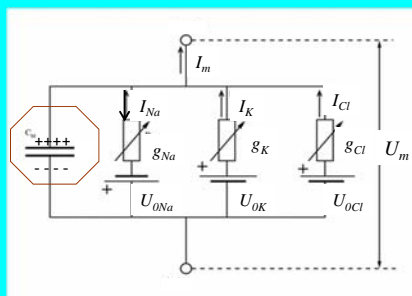 I_m
I_Na
I_K
I_Cl
C_m
++++
----
g_Na
g_K
g_Cl
U_m
+
+
+
U_0Na
U_0K
U_0Cl